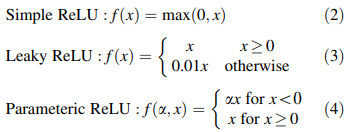 Simple ReLU : f(x) = max(0, x) (2)
Leaky ReLU : f(x) = { x x ≥ 0
0.01x otherwise (3)
Parameteric ReLU : f(α, x) = { αx for x < 0
x for x ≥ 0 (4)